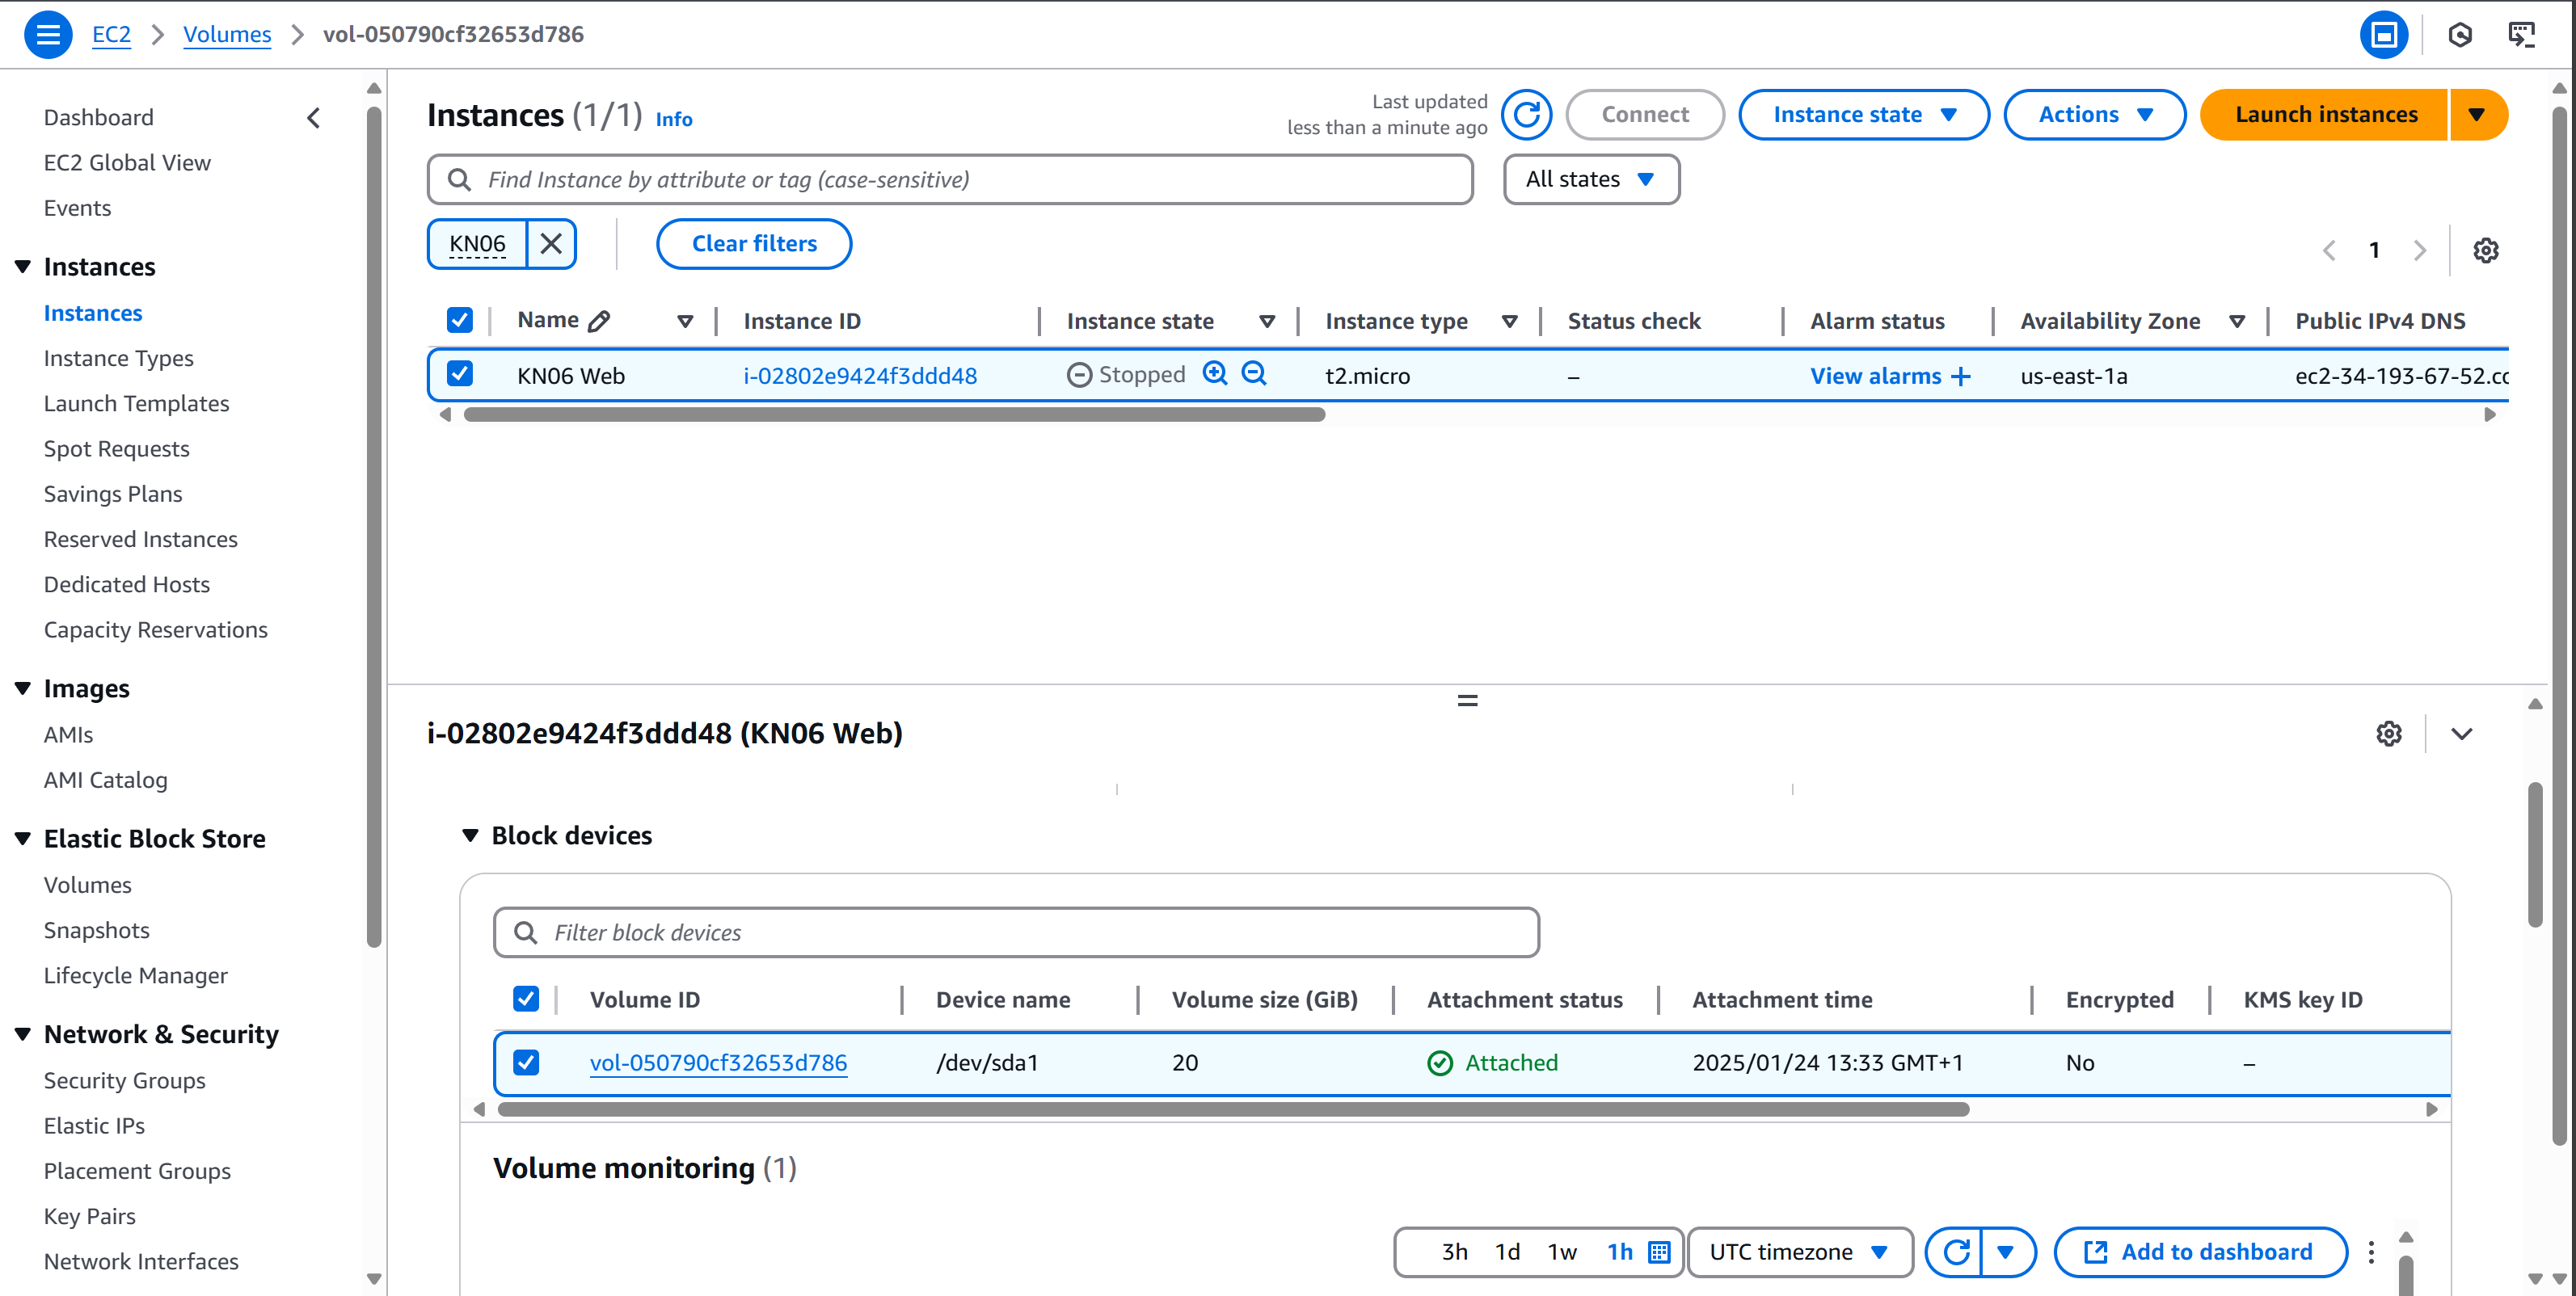 EC2 > Volumes > vol-050790cf32653d786
Dashboard
EC2 Global View
Events
Instances
Instances
Instance Types
Launch Templates
Spot Requests
Savings Plans
Reserved Instances
Dedicated Hosts
Capacity Reservations
Images
AMIs
AMI Catalog
Elastic Block Store
Volumes
Snapshots
Lifecycle Manager
Network & Security
Security Groups
Elastic IPs
Placement Groups
Key Pairs
Network Interfaces
Instances (1/1) Info
Last updated
less than a minute ago
Connect
Instance state
Actions
Launch instances
Find Instance by attribute or tag (case-sensitive)
All states
KN06
Clear filters
1
Name Instance ID Instance state Instance type Status check Alarm status Availability Zone Public IPv4 DNS
KN06 Web i-02802e9424f3ddd48 Stopped t2.micro – View alarms + us-east-1a ec2-34-193-67-52.cc
i-02802e9424f3ddd48 (KN06 Web)
Block devices
Filter block devices
Volume ID Device name Volume size (GiB) Attachment status Attachment time Encrypted KMS key ID
vol-050790cf32653d786 /dev/sda1 20 Attached 2025/01/24 13:33 GMT+1 No –
Volume monitoring (1)
3h 1d 1w 1h UTC timezone Add to dashboard